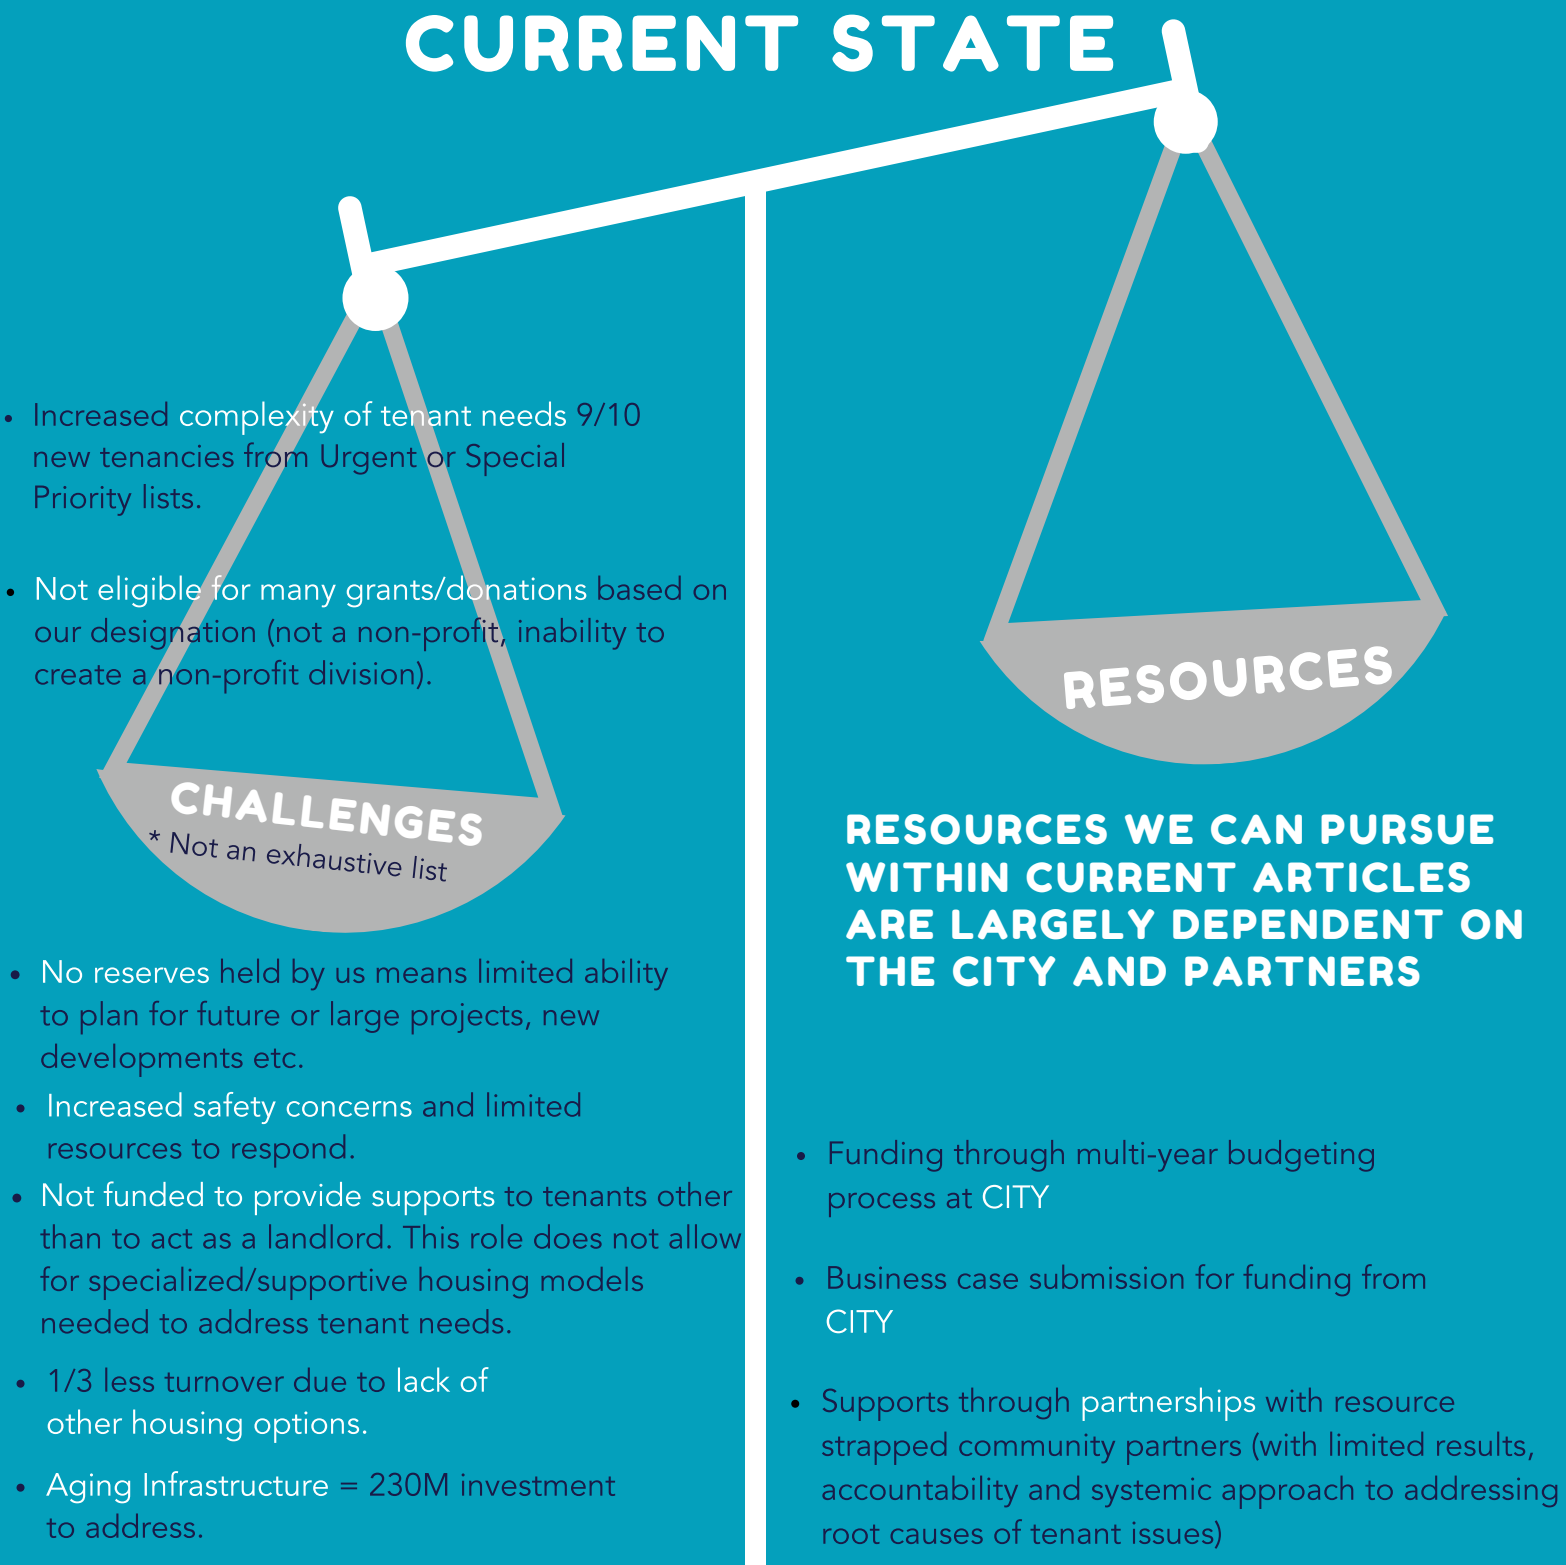 CURRENT STATE
• Increased complexity of tenant needs 9/10
new tenancies from Urgent or Special
Priority lists.
• Not eligible for many grants/donations based on
our designation (not a non-profit, inability to
create a non-profit division).
CHALLENGES
* Not an exhaustive list
• No reserves held by us means limited ability
to plan for future or large projects, new
developments etc.
• Increased safety concerns and limited
resources to respond.
• Not funded to provide supports to tenants other
than to act as a landlord. This role does not allow
for specialized/supportive housing models
needed to address tenant needs.
• 1/3 less turnover due to lack of
other housing options.
• Aging Infrastructure = 230M investment
to address.
RESOURCES
RESOURCES WE CAN PURSUE
WITHIN CURRENT ARTICLES
ARE LARGELY DEPENDENT ON
THE CITY AND PARTNERS
• Funding through multi-year budgeting
process at CITY
• Business case submission for funding from
CITY
• Supports through partnerships with resource
strapped community partners (with limited results,
accountability and systemic approach to addressing
root causes of tenant issues)